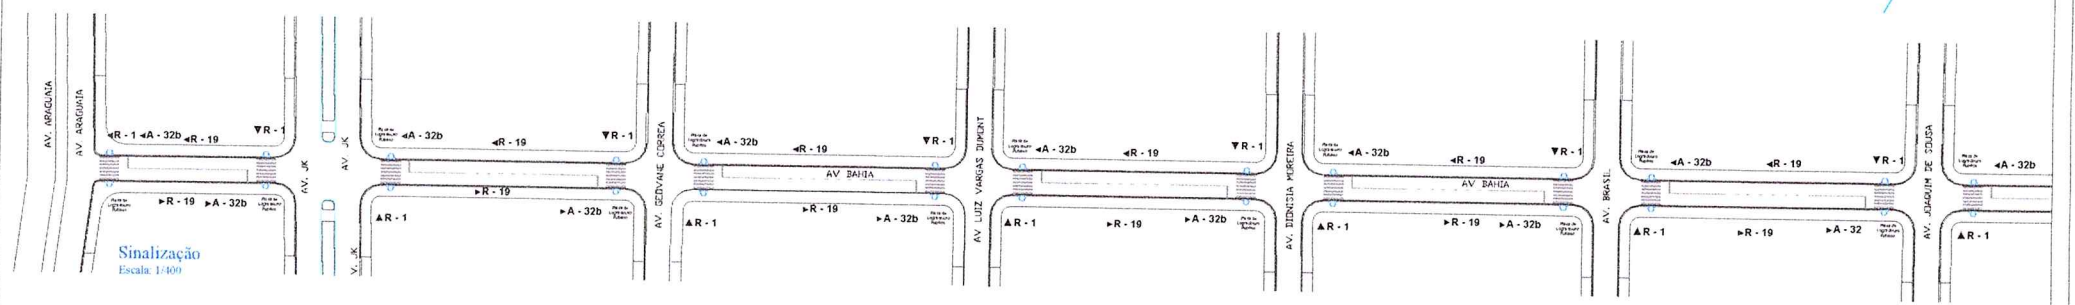 AV. ARAGUAIA
AV. ARAGUAIA
◄R - 1 ◄A - 32b ◄R - 19 ▼R - 1
►R - 19 ►A - 32b
Sinalização
Escala: 1/400
AV. JK
AV. JK
V. JK
◄A - 32b ◄R - 19 ▼R - 1
►R - 19
▲R - 1 ►A - 32b
AV. GEOVANE CORREA
◄A - 32b ◄R - 19 ▼R - 1
AV BAHIA
▲R - 1 ►R - 19 ►A - 32b
AV. LUIZ VARGAS DUMONT
◄A - 32b ◄R - 19 ▼R - 1
▲R - 1 ►R - 19 ►A - 32b
AV. DIONISIA MOREIRA
◄A - 32b ◄R - 19 ▼R - 1
AV BAHIA
▲R - 1 ►R - 19 ►A - 32b
AV. BRASIL
◄A - 32b ◄R - 19 ▼R - 1
▲R - 1 ►R - 19 ►A - 32
AV. JOAQUIM DE SOUSA
◄A - 32b
▲R - 1